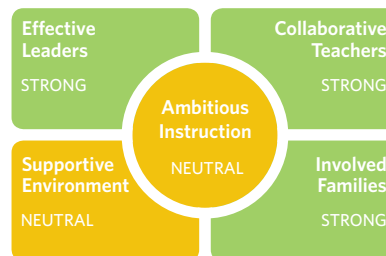 Effective
Leaders
STRONG
Collaborative
Teachers
STRONG
Ambitious
Instruction
NEUTRAL
Supportive
Environment
NEUTRAL
Involved
Families
STRONG